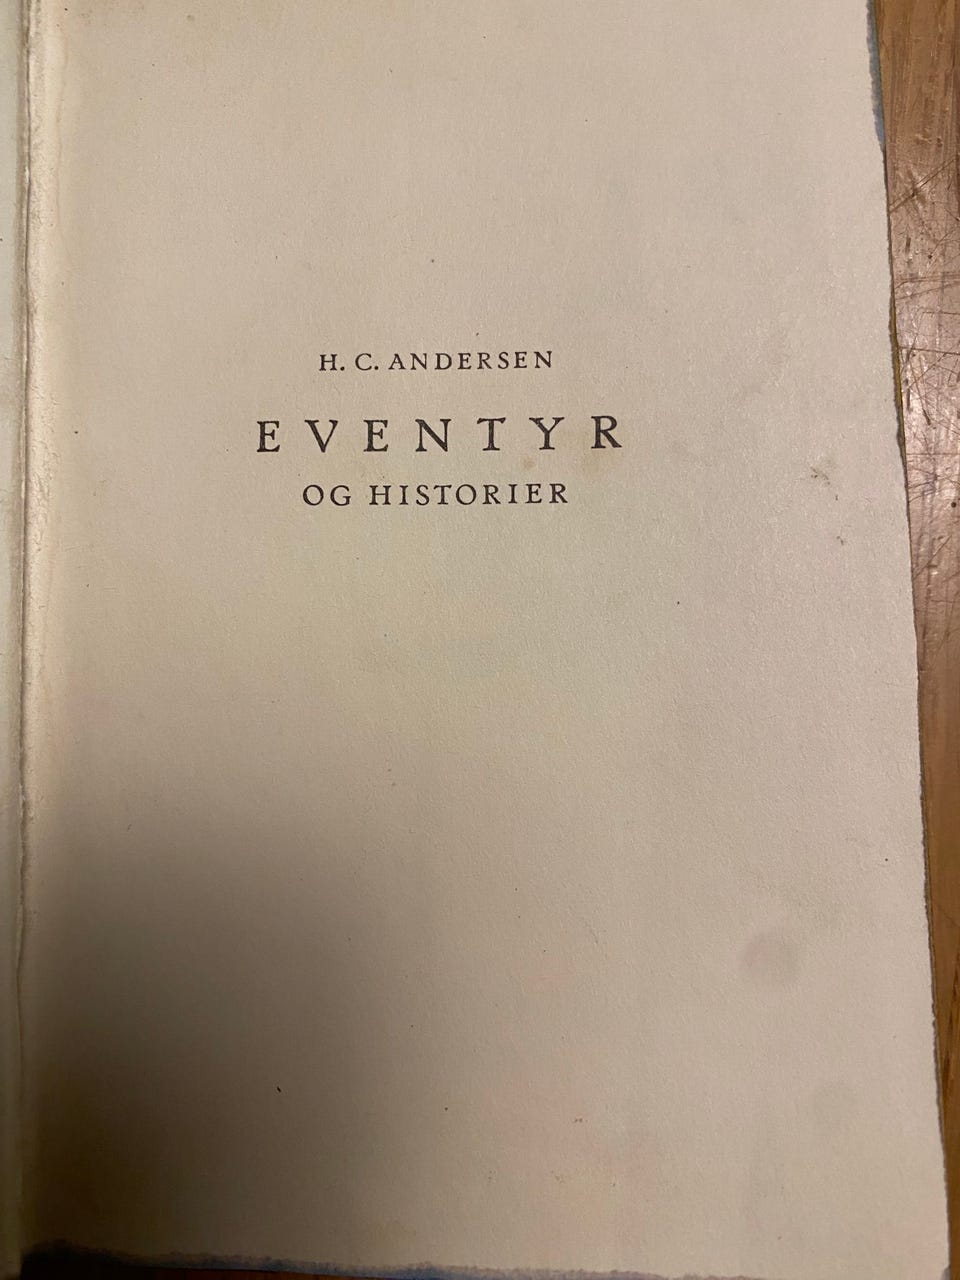 H. C. ANDERSEN
EVENTYR
OG HISTORIER